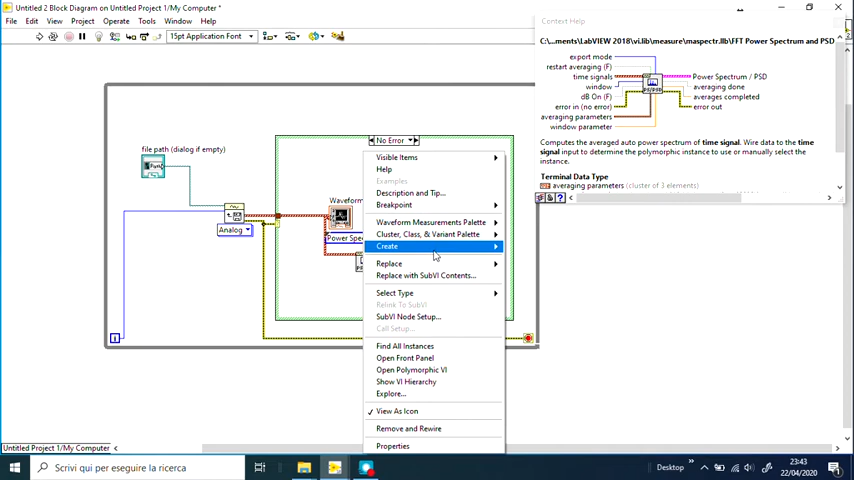 Untitled 2 Block Diagram on Untitled Project 1/My Computer *
File Edit View Project Operate Tools Window Help
15pt Application Font
Context Help
C:\...ments\LabVIEW 2018\vi.lib\measure\maspectr.llb\FFT Power Spectrum and PSD
export mode
restart averaging (F)
time signals
window
dB On (F)
error in (no error)
averaging parameters
window parameter
Power Spectrum / PSD
averaging done
averages completed
error out
Computes the averaged auto power spectrum of time signal. Wire data to the time
signal input to determine the polymorphic instance to use or manually select the
instance.
Terminal Data Type
averaging parameters (cluster of 3 elements)
file path (dialog if empty)
Analog
No Error
Waveform
Power Spe
Visible Items
Help
Examples
Description and Tip...
Breakpoint
Waveform Measurements Palette
Cluster, Class, & Variant Palette
Create
Replace
Replace with SubVI Contents...
Select Type
Relink To SubVI
SubVI Node Setup...
Call Setup...
Find All Instances
Open Front Panel
Open Polymorphic VI
Show VI Hierarchy
Explore...
View As Icon
Remove and Rewire
Properties
i
Untitled Project 1/My Computer
Scrivi qui per eseguire la ricerca
Desktop
23:43
22/04/2020